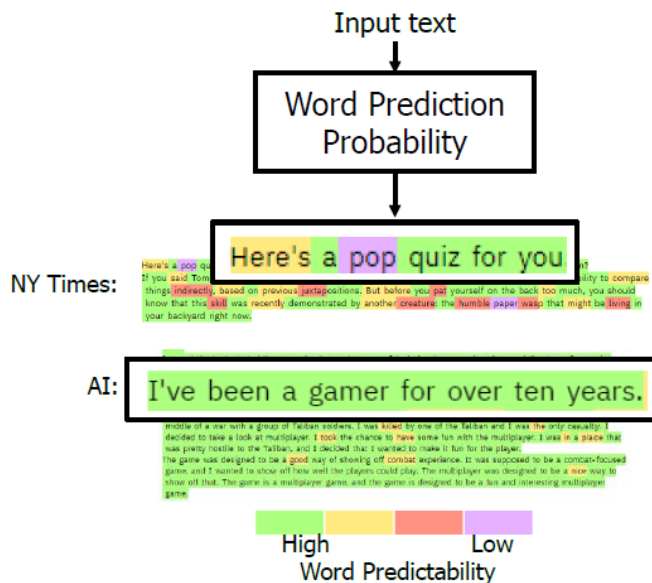 Input text
Word Prediction
Probability
Here's a pop quiz for you
Here's a pop qu
NY Times:
If you said Tom
bility to compare
things indirectly, based on previous juxtapositions. But before you pat yourself on the back too much, you should
know that this skill was recently demonstrated by another creature: the humble paper wasp that might be living in
your backyard right now.
AI:
I've been a gamer for over ten years.
middle of a war with a group of Taliban soldiers. I was killed by one of the Taliban and I was the only casualty. I
decided to take a look at multiplayer. I took the chance to have some fun with the multiplayer. I was in a place that
was pretty hostile to the Taliban, and I decided that I wanted to make it fun for the player.
The game was designed to be a good way of showing off combat experience. It was supposed to be a combat-focused
game, and I wanted to show off how well the players could play. The multiplayer was designed to be a nice way to
show off that. The game is a multiplayer game, and the game is designed to be a fun and interesting multiplayer
game.
High Low
Word Predictability